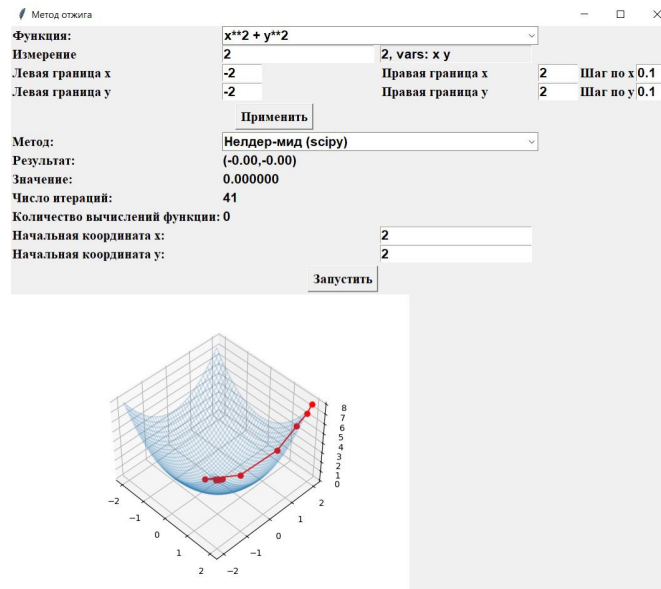 Метод отжига
Функция: x**2 + y**2
Измерение 2 2, vars: x y
Левая граница x -2 Правая граница x 2 Шаг по x 0.1
Левая граница y -2 Правая граница y 2 Шаг по y 0.1
Применить
Метод: Нелдер-мид (scipy)
Результат: (-0.00,-0.00)
Значение: 0.000000
Число итераций: 41
Количество вычислений функции: 0
Начальная координата x: 2
Начальная координата y: 2
Запустить
8
7
6
5
4
3
2
1
0
−2
−1
0
1
2
−2
−1
0
1
2